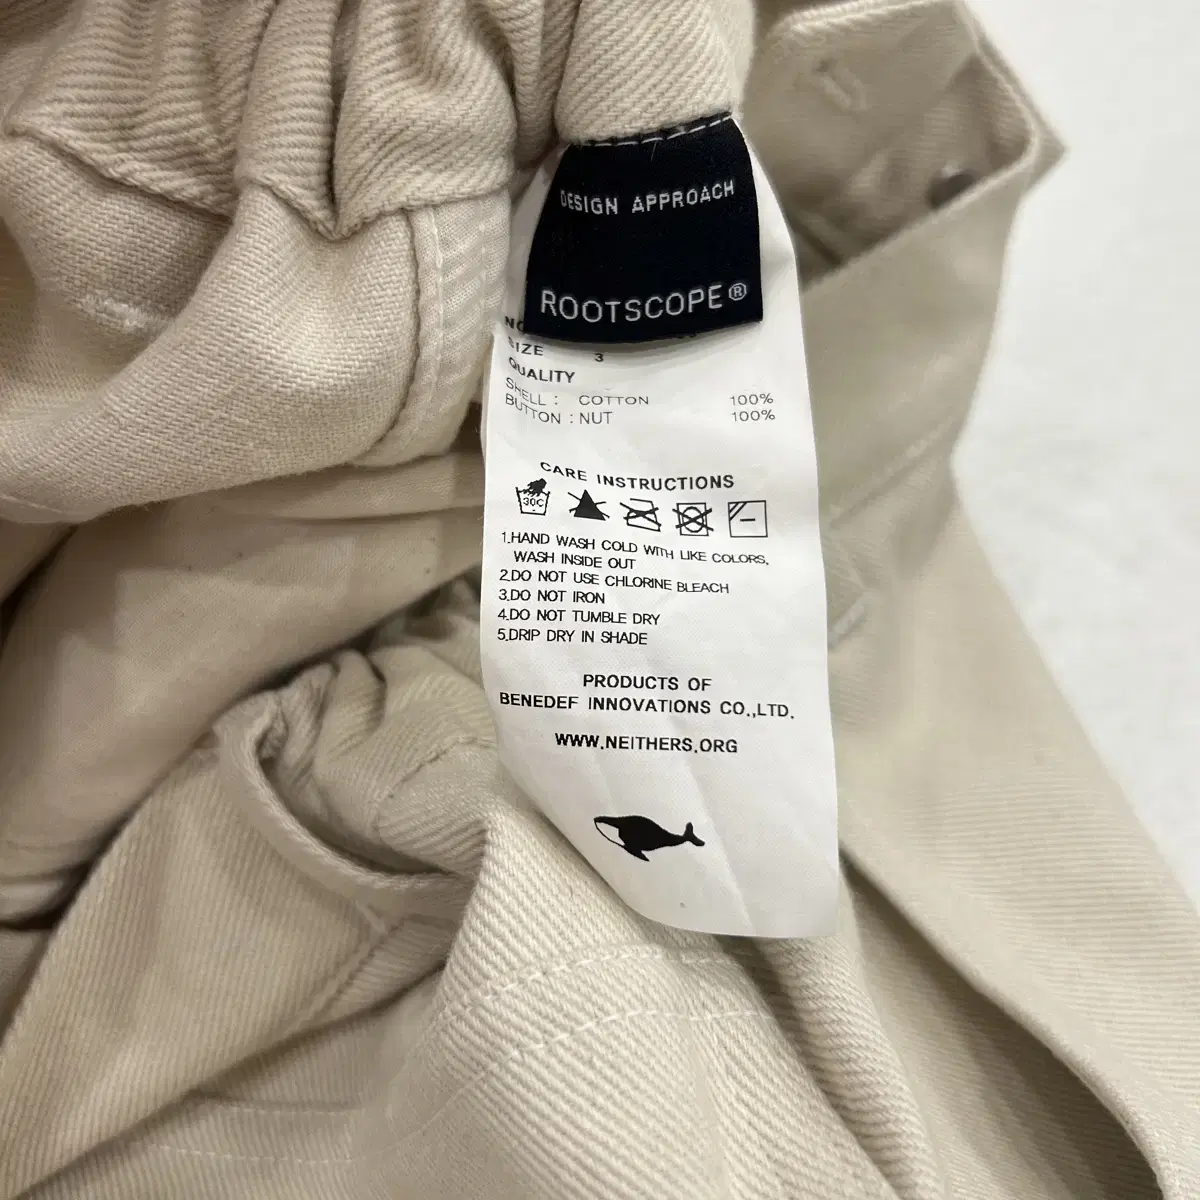 DESIGN APPROACH
ROOTSCOPE®
SIZE 3
QUALITY
SHELL : COTTON 100%
BUTTON : NUT 100%
CARE INSTRUCTIONS
30C
1.HAND WASH COLD WITH LIKE COLORS,
WASH INSIDE OUT
2.DO NOT USE CHLORINE BLEACH
3.DO NOT IRON
4.DO NOT TUMBLE DRY
5.DRIP DRY IN SHADE
PRODUCTS OF
BENEDEF INNOVATIONS CO.,LTD.
WWW.NEITHERS.ORG